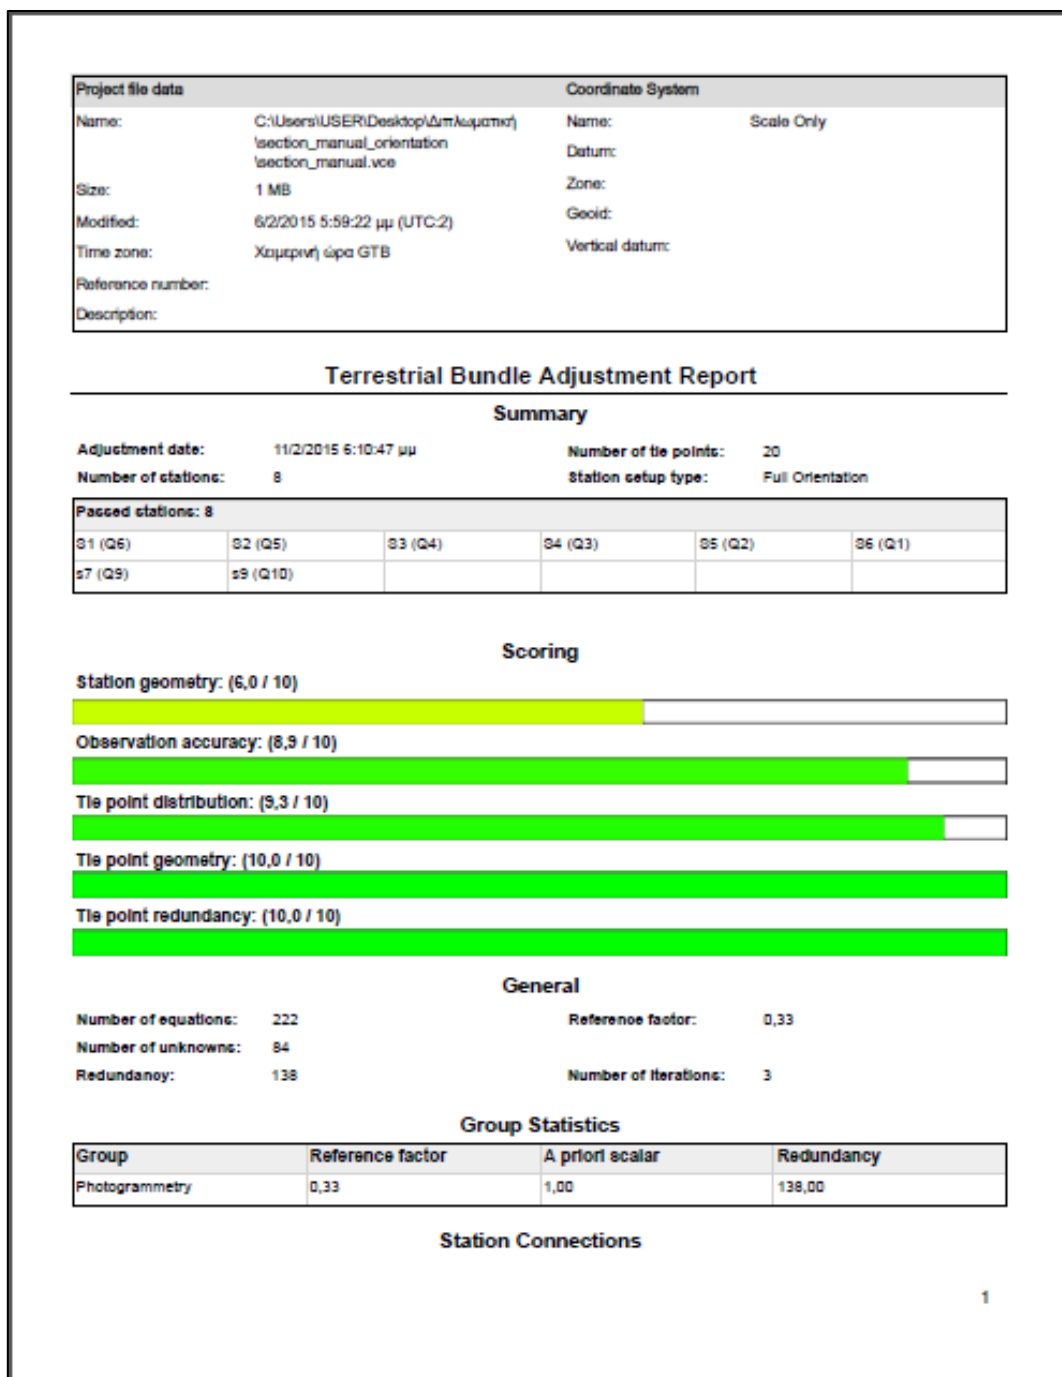 Project file data Coordinate System
Name: C:\Users\USER\Desktop\Διπλωματική Name: Scale Only
\section_manual_orientation Datum:
\section_manual.vce
Size: 1 MB Zone:
Modified: 6/2/2015 5:59:22 μμ (UTC:2) Geoid:
Time zone: Χειμερινή ώρα GTB Vertical datum:
Reference number:
Description:
Terrestrial Bundle Adjustment Report
Summary
Adjustment date: 11/2/2015 6:10:47 μμ Number of tie points: 20
Number of stations: 8 Station setup type: Full Orientation
Passed stations: 8
S1 (Q6) S2 (Q5) S3 (Q4) S4 (Q3) S5 (Q2) S6 (Q1)
s7 (Q9) s9 (Q10)
Scoring
Station geometry: (6,0 / 10)
Observation accuracy: (8,9 / 10)
Tie point distribution: (9,3 / 10)
Tie point geometry: (10,0 / 10)
Tie point redundancy: (10,0 / 10)
General
Number of equations: 222 Reference factor: 0,33
Number of unknowns: 84
Redundancy: 138 Number of iterations: 3
Group Statistics
Group Reference factor A priori scalar Redundancy
Photogrammetry 0,33 1,00 138,00
Station Connections
1